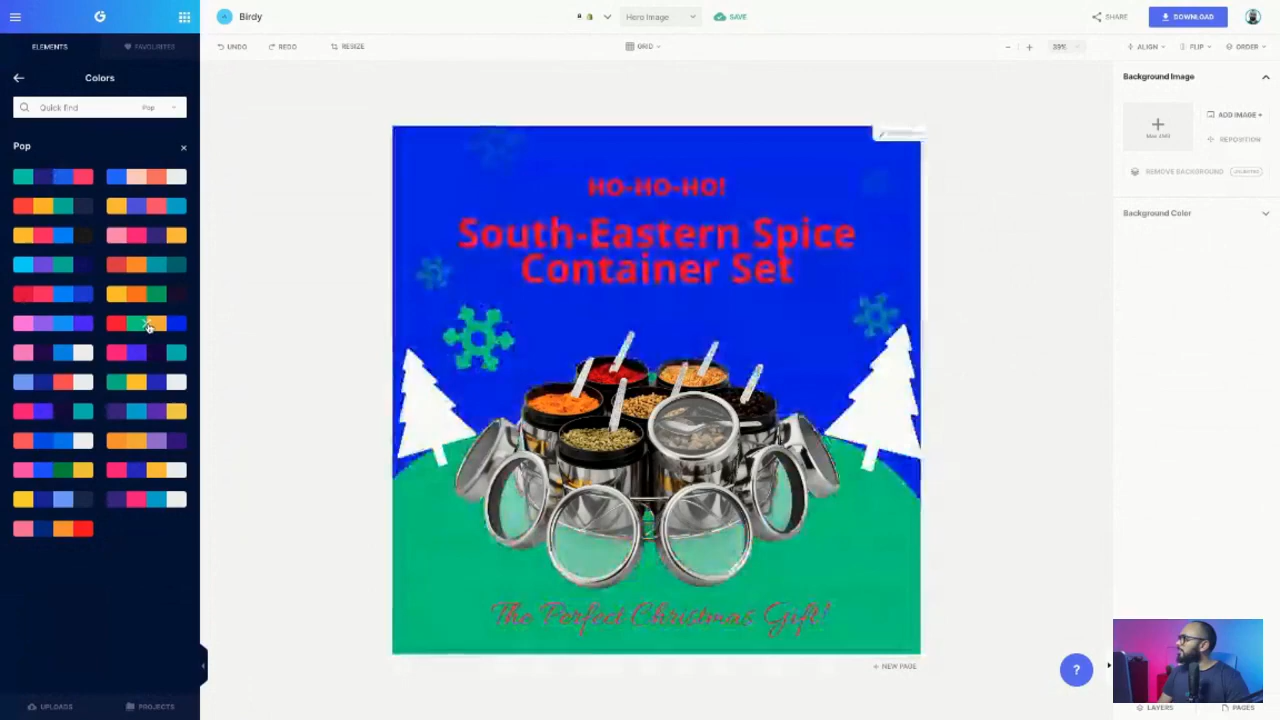 Birdy
Hero Image
SAVE
SHARE
DOWNLOAD
ELEMENTS
FAVOURITES
UNDO
REDO
RESIZE
GRID
39%
ALIGN
FLIP
ORDER
Colors
Quick find
Pop
Pop
Background Image
ADD IMAGE
REPOSITION
REMOVE BACKGROUND
Background Color
HO-HO-HO!
South-Eastern Spice
Container Set
The Perfect Christmas Gift!
+ NEW PAGE
?
UPLOADS
PROJECTS
LAYERS
PAGES